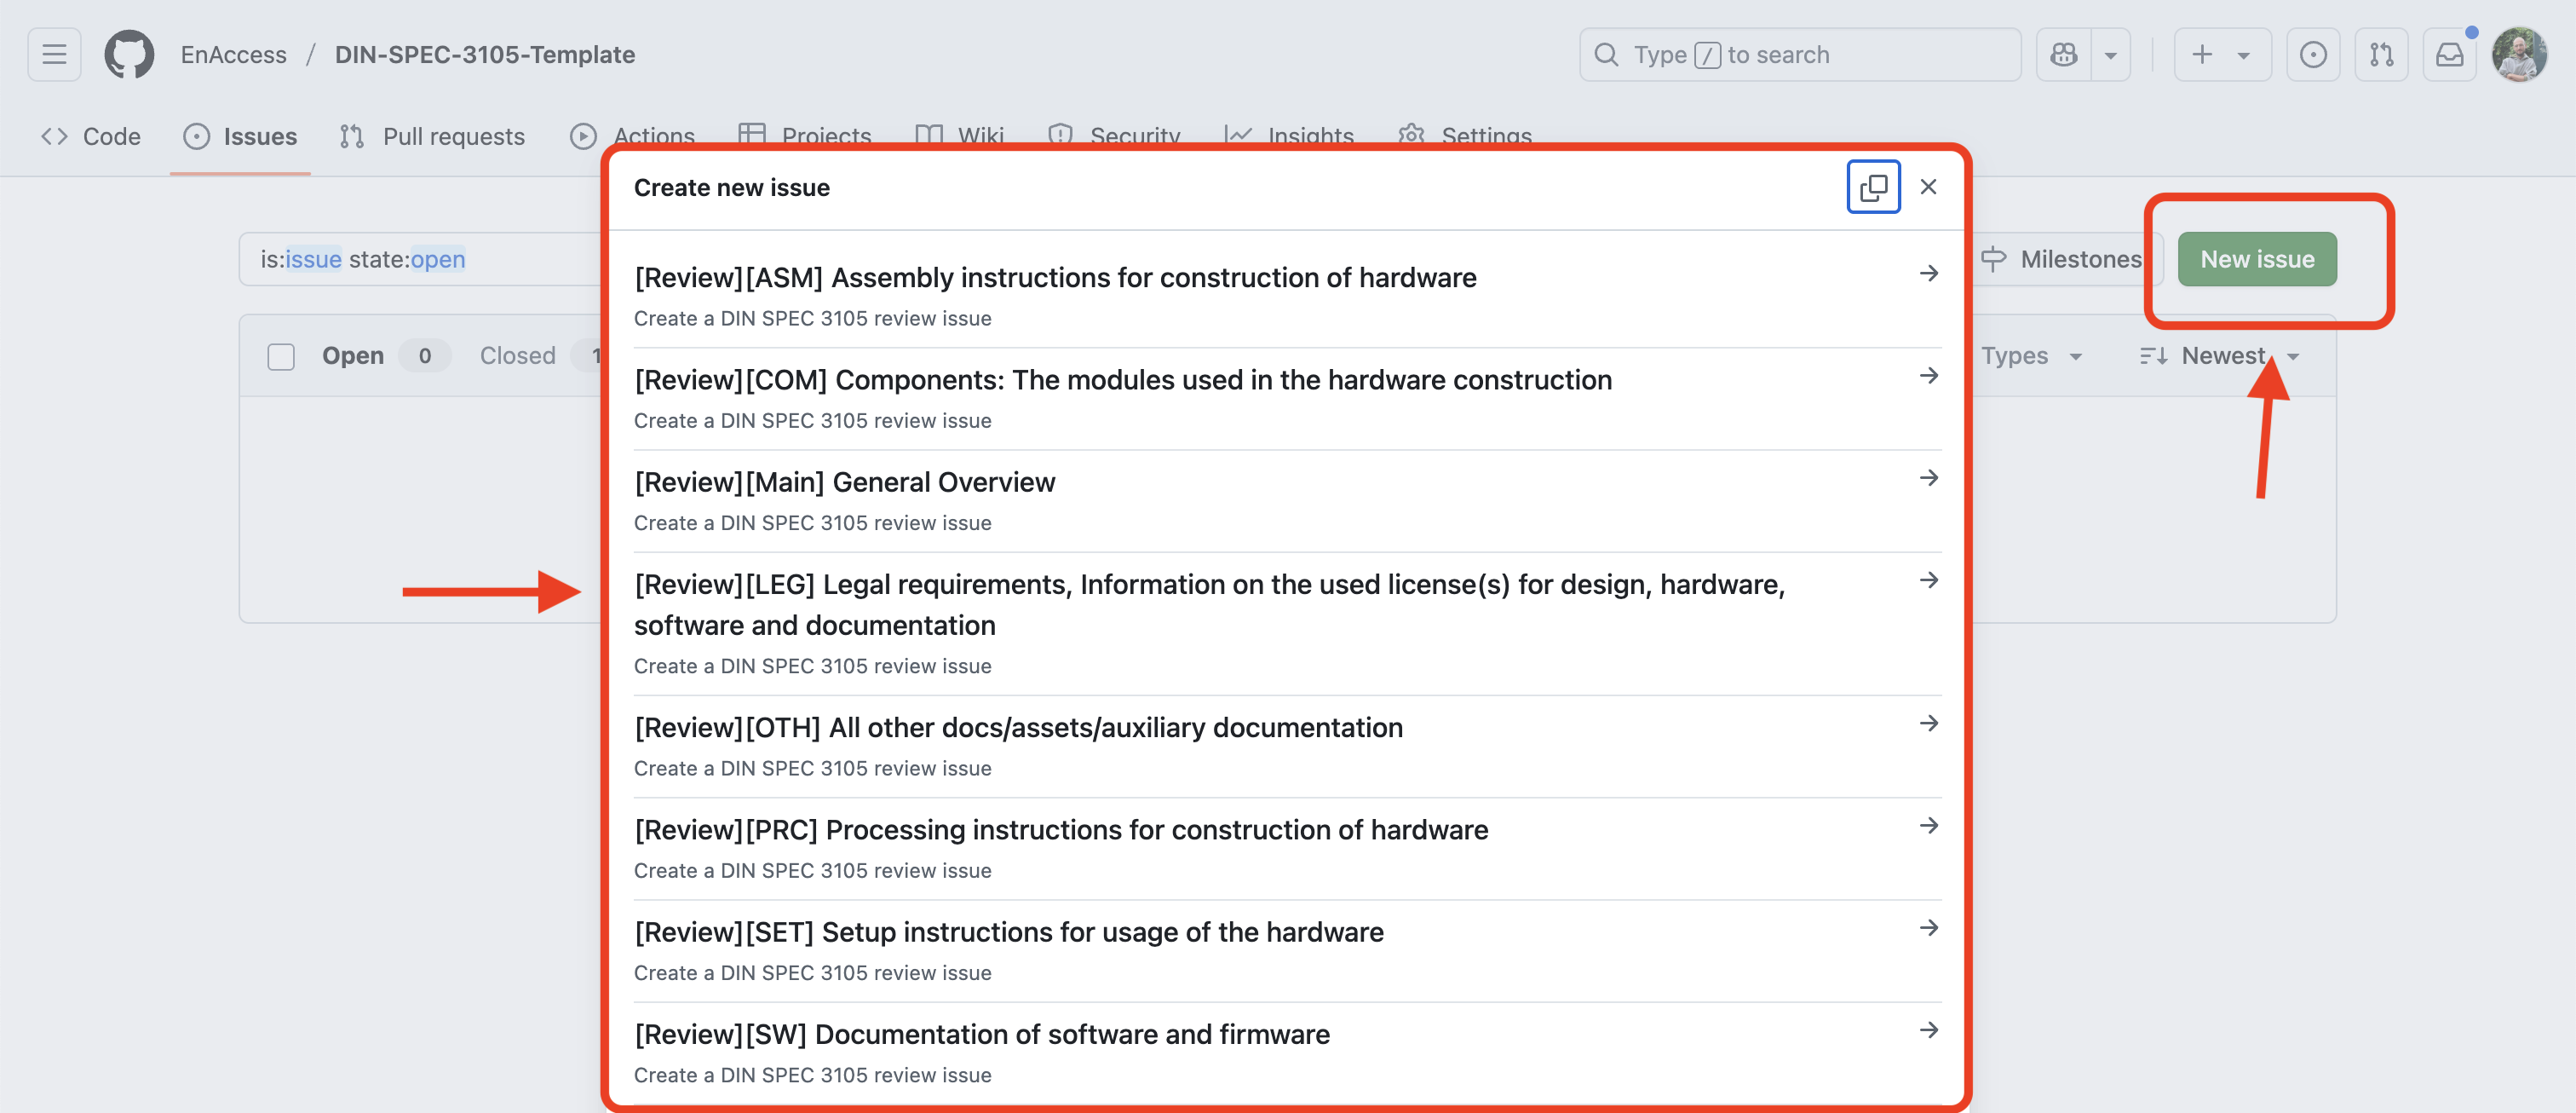 EnAccess / DIN-SPEC-3105-Template
Type / to search
Code
Issues
Pull requests
Actions
Projects
Wiki
Security
Insights
Settings
Create new issue
is:issue state:open
Milestones
New issue
Open 0 Closed 1
Types
Newest
[Review][ASM] Assembly instructions for construction of hardware
Create a DIN SPEC 3105 review issue
[Review][COM] Components: The modules used in the hardware construction
Create a DIN SPEC 3105 review issue
[Review][Main] General Overview
Create a DIN SPEC 3105 review issue
[Review][LEG] Legal requirements, Information on the used license(s) for design, hardware,
software and documentation
Create a DIN SPEC 3105 review issue
[Review][OTH] All other docs/assets/auxiliary documentation
Create a DIN SPEC 3105 review issue
[Review][PRC] Processing instructions for construction of hardware
Create a DIN SPEC 3105 review issue
[Review][SET] Setup instructions for usage of the hardware
Create a DIN SPEC 3105 review issue
[Review][SW] Documentation of software and firmware
Create a DIN SPEC 3105 review issue